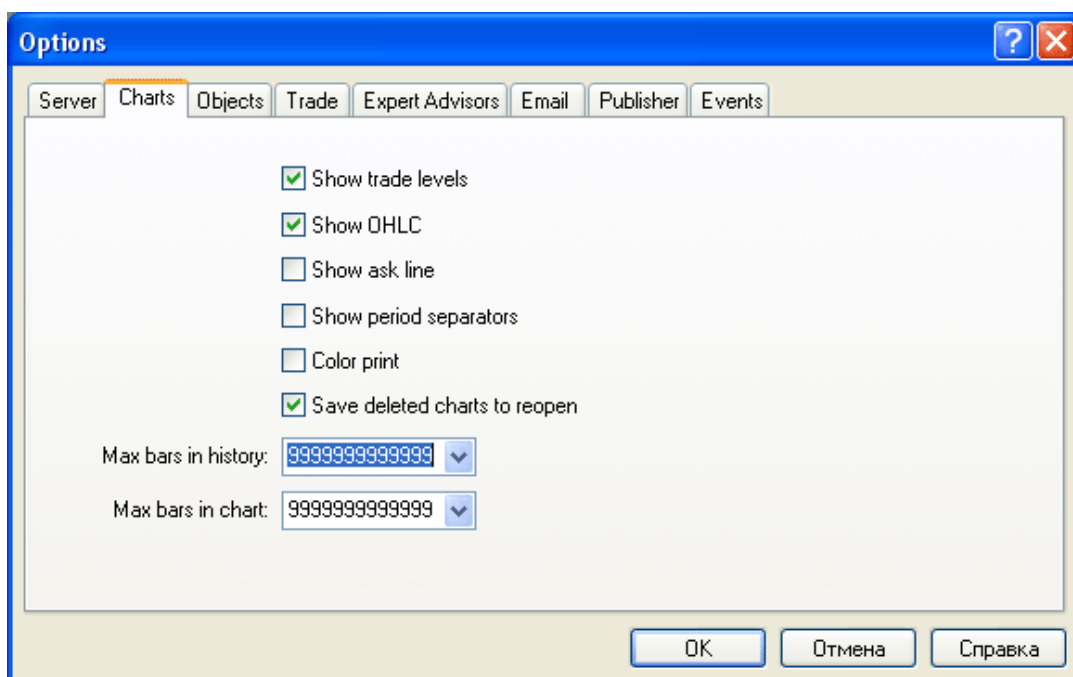 Options
Server Charts Objects Trade Expert Advisors Email Publisher Events
Show trade levels
Show OHLC
Show ask line
Show period separators
Color print
Save deleted charts to reopen
Max bars in history: 9999999999999
Max bars in chart: 9999999999999
OK Отмена Справка